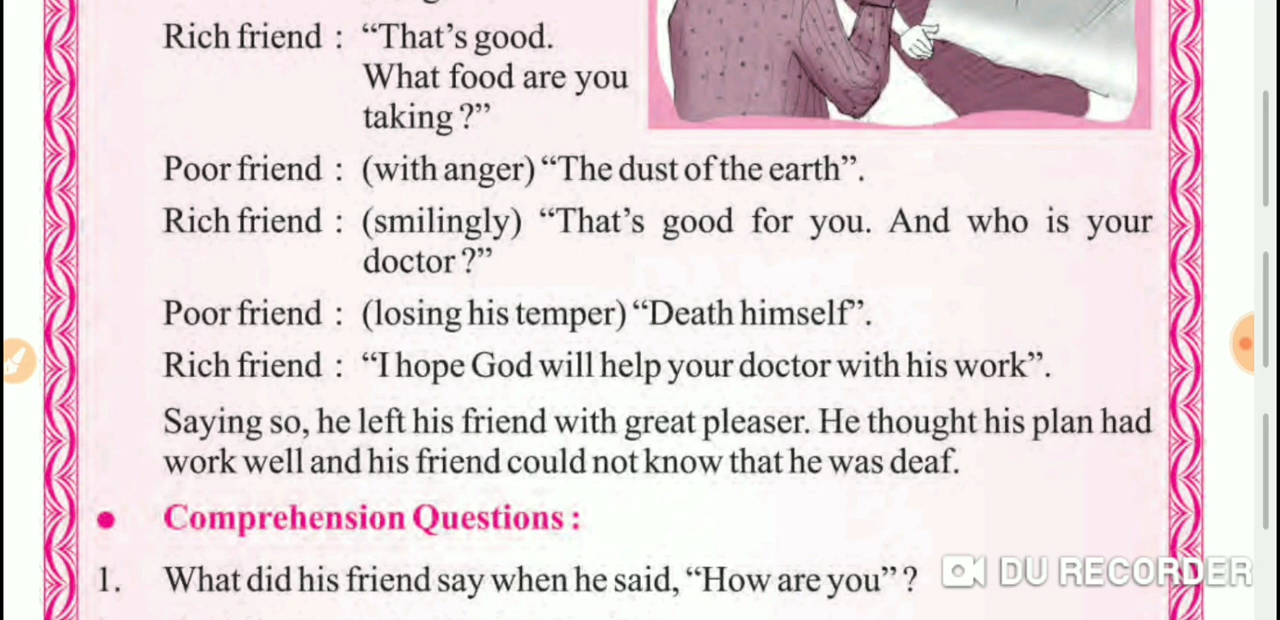 Rich friend : “That’s good.
What food are you
taking ?”
Poor friend : (with anger) “The dust of the earth”.
Rich friend : (smilingly) “That’s good for you. And who is your
doctor ?”
Poor friend : (losing his temper) “Death himself”.
Rich friend : “I hope God will help your doctor with his work”.
Saying so, he left his friend with great pleaser. He thought his plan had
work well and his friend could not know that he was deaf.
• Comprehension Questions :
1. What did his friend say when he said, “How are you” ?
DU RECORDER